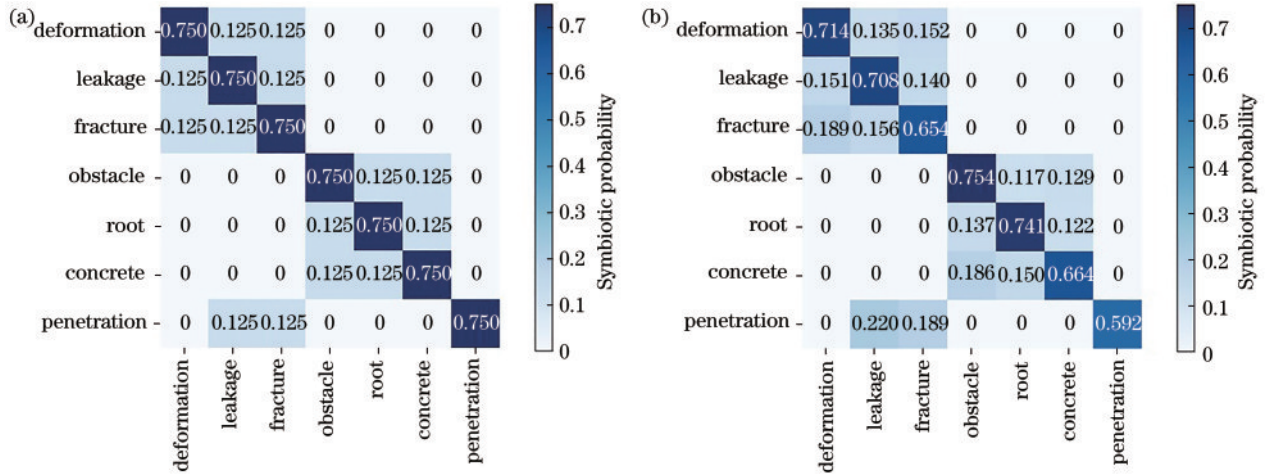 (a)
deformation 0.750 0.125 0.125 0 0 0 0
leakage 0.125 0.750 0.125 0 0 0 0
fracture 0.125 0.125 0.750 0 0 0 0
obstacle 0 0 0 0.750 0.125 0.125 0
root 0 0 0 0.125 0.750 0.125 0
concrete 0 0 0 0.125 0.125 0.750 0
penetration 0 0.125 0.125 0 0 0 0.750
deformation
leakage
fracture
obstacle
root
concrete
penetration
0.7
0.6
0.5
0.4
0.3
0.2
0.1
0
Symbiotic probability
(b)
deformation 0.714 0.135 0.152 0 0 0 0
leakage 0.151 0.708 0.140 0 0 0 0
fracture 0.189 0.156 0.654 0 0 0 0
obstacle 0 0 0 0.754 0.117 0.129 0
root 0 0 0 0.137 0.741 0.122 0
concrete 0 0 0 0.186 0.150 0.664 0
penetration 0 0.220 0.189 0 0 0 0.592
deformation
leakage
fracture
obstacle
root
concrete
penetration
0.7
0.6
0.5
0.4
0.3
0.2
0.1
0
Symbiotic probability